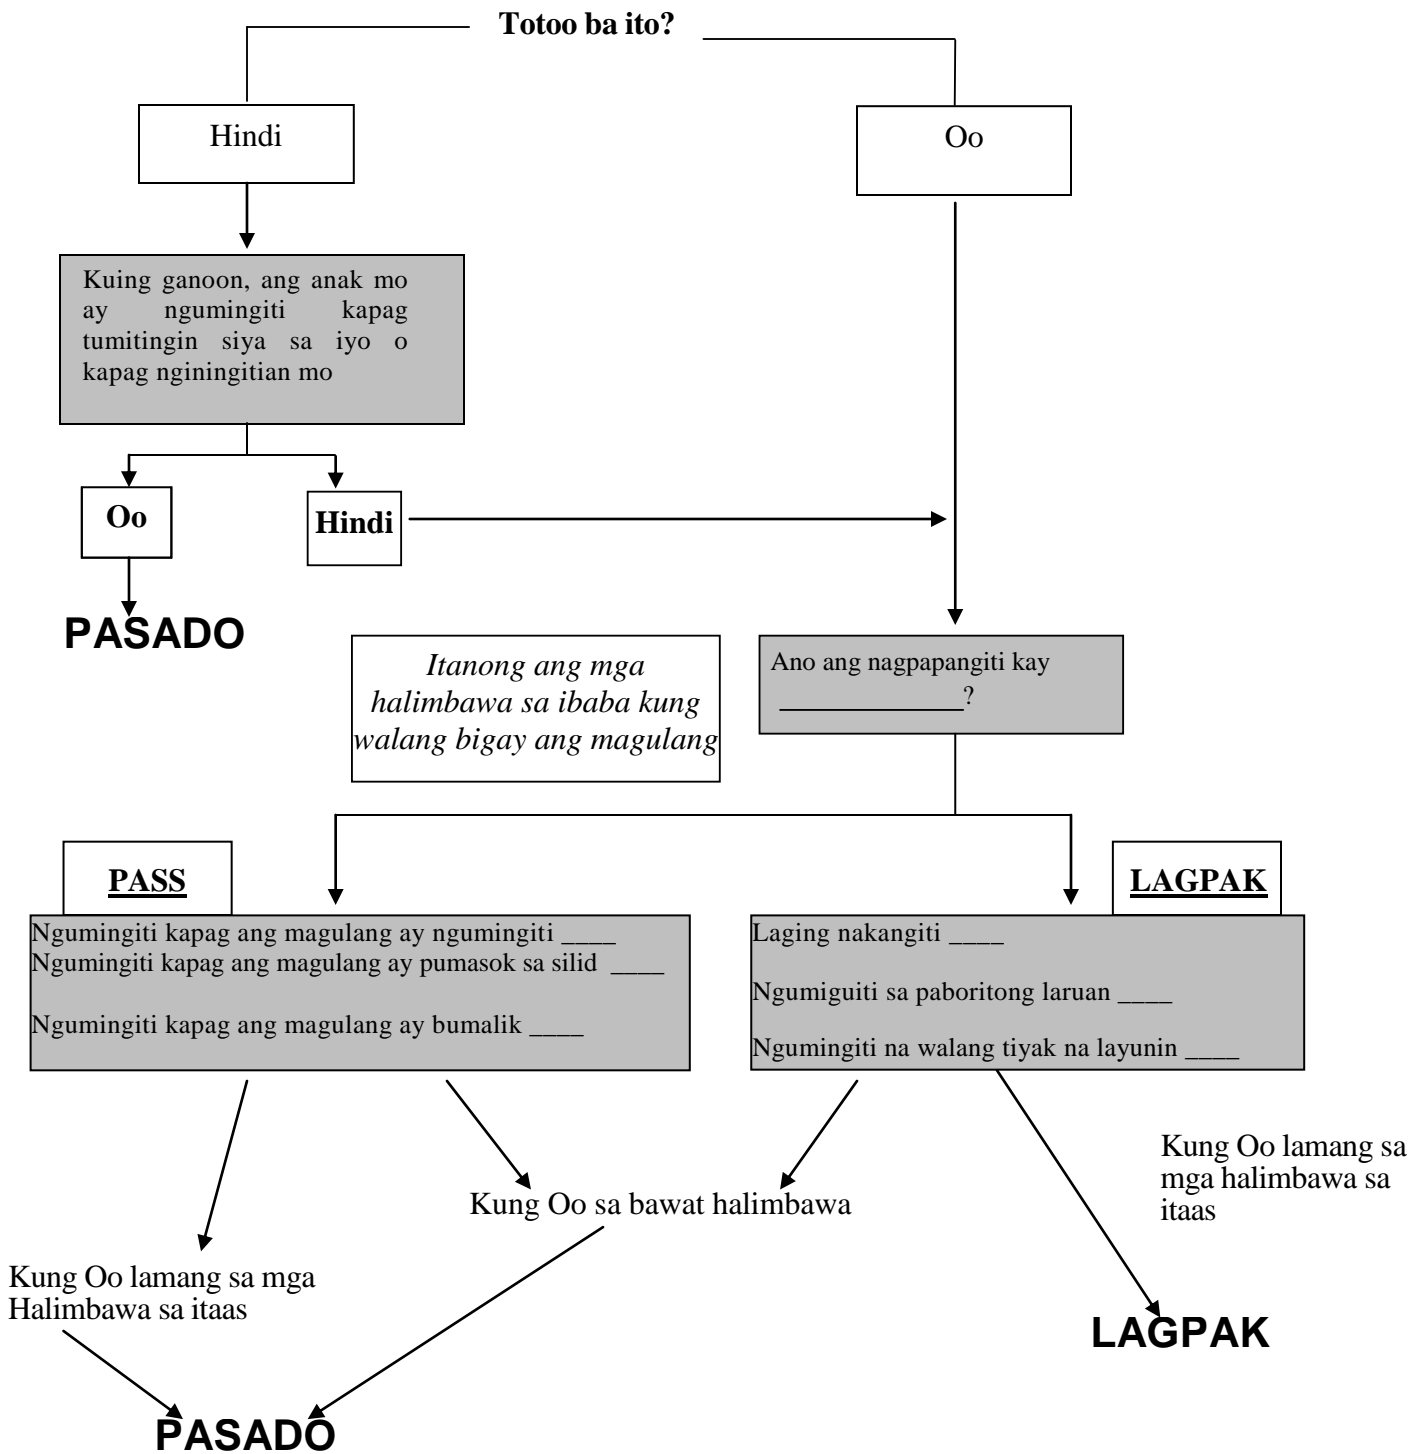 Totoo ba ito?
Hindi
Oo
Kuing ganoon, ang anak mo
ay ngumingiti kapag
tumitingin siya sa iyo o
kapag nginingitian mo
Oo
Hindi
PASADO
Itanong ang mga
halimbawa sa ibaba kung
walang bigay ang magulang
Ano ang nagpapangiti kay
______________?
PASS
LAGPAK
Ngumingiti kapag ang magulang ay ngumingiti ____
Ngumingiti kapag ang magulang ay pumasok sa silid ____
Ngumingiti kapag ang magulang ay bumalik ____
Laging nakangiti ____
Ngumiguiti sa paboritong laruan ____
Ngumingiti na walang tiyak na layunin ____
Kung Oo lamang sa
mga halimbawa sa
itaas
Kung Oo sa bawat halimbawa
Kung Oo lamang sa mga
Halimbawa sa itaas
LAGPAK
PASADO